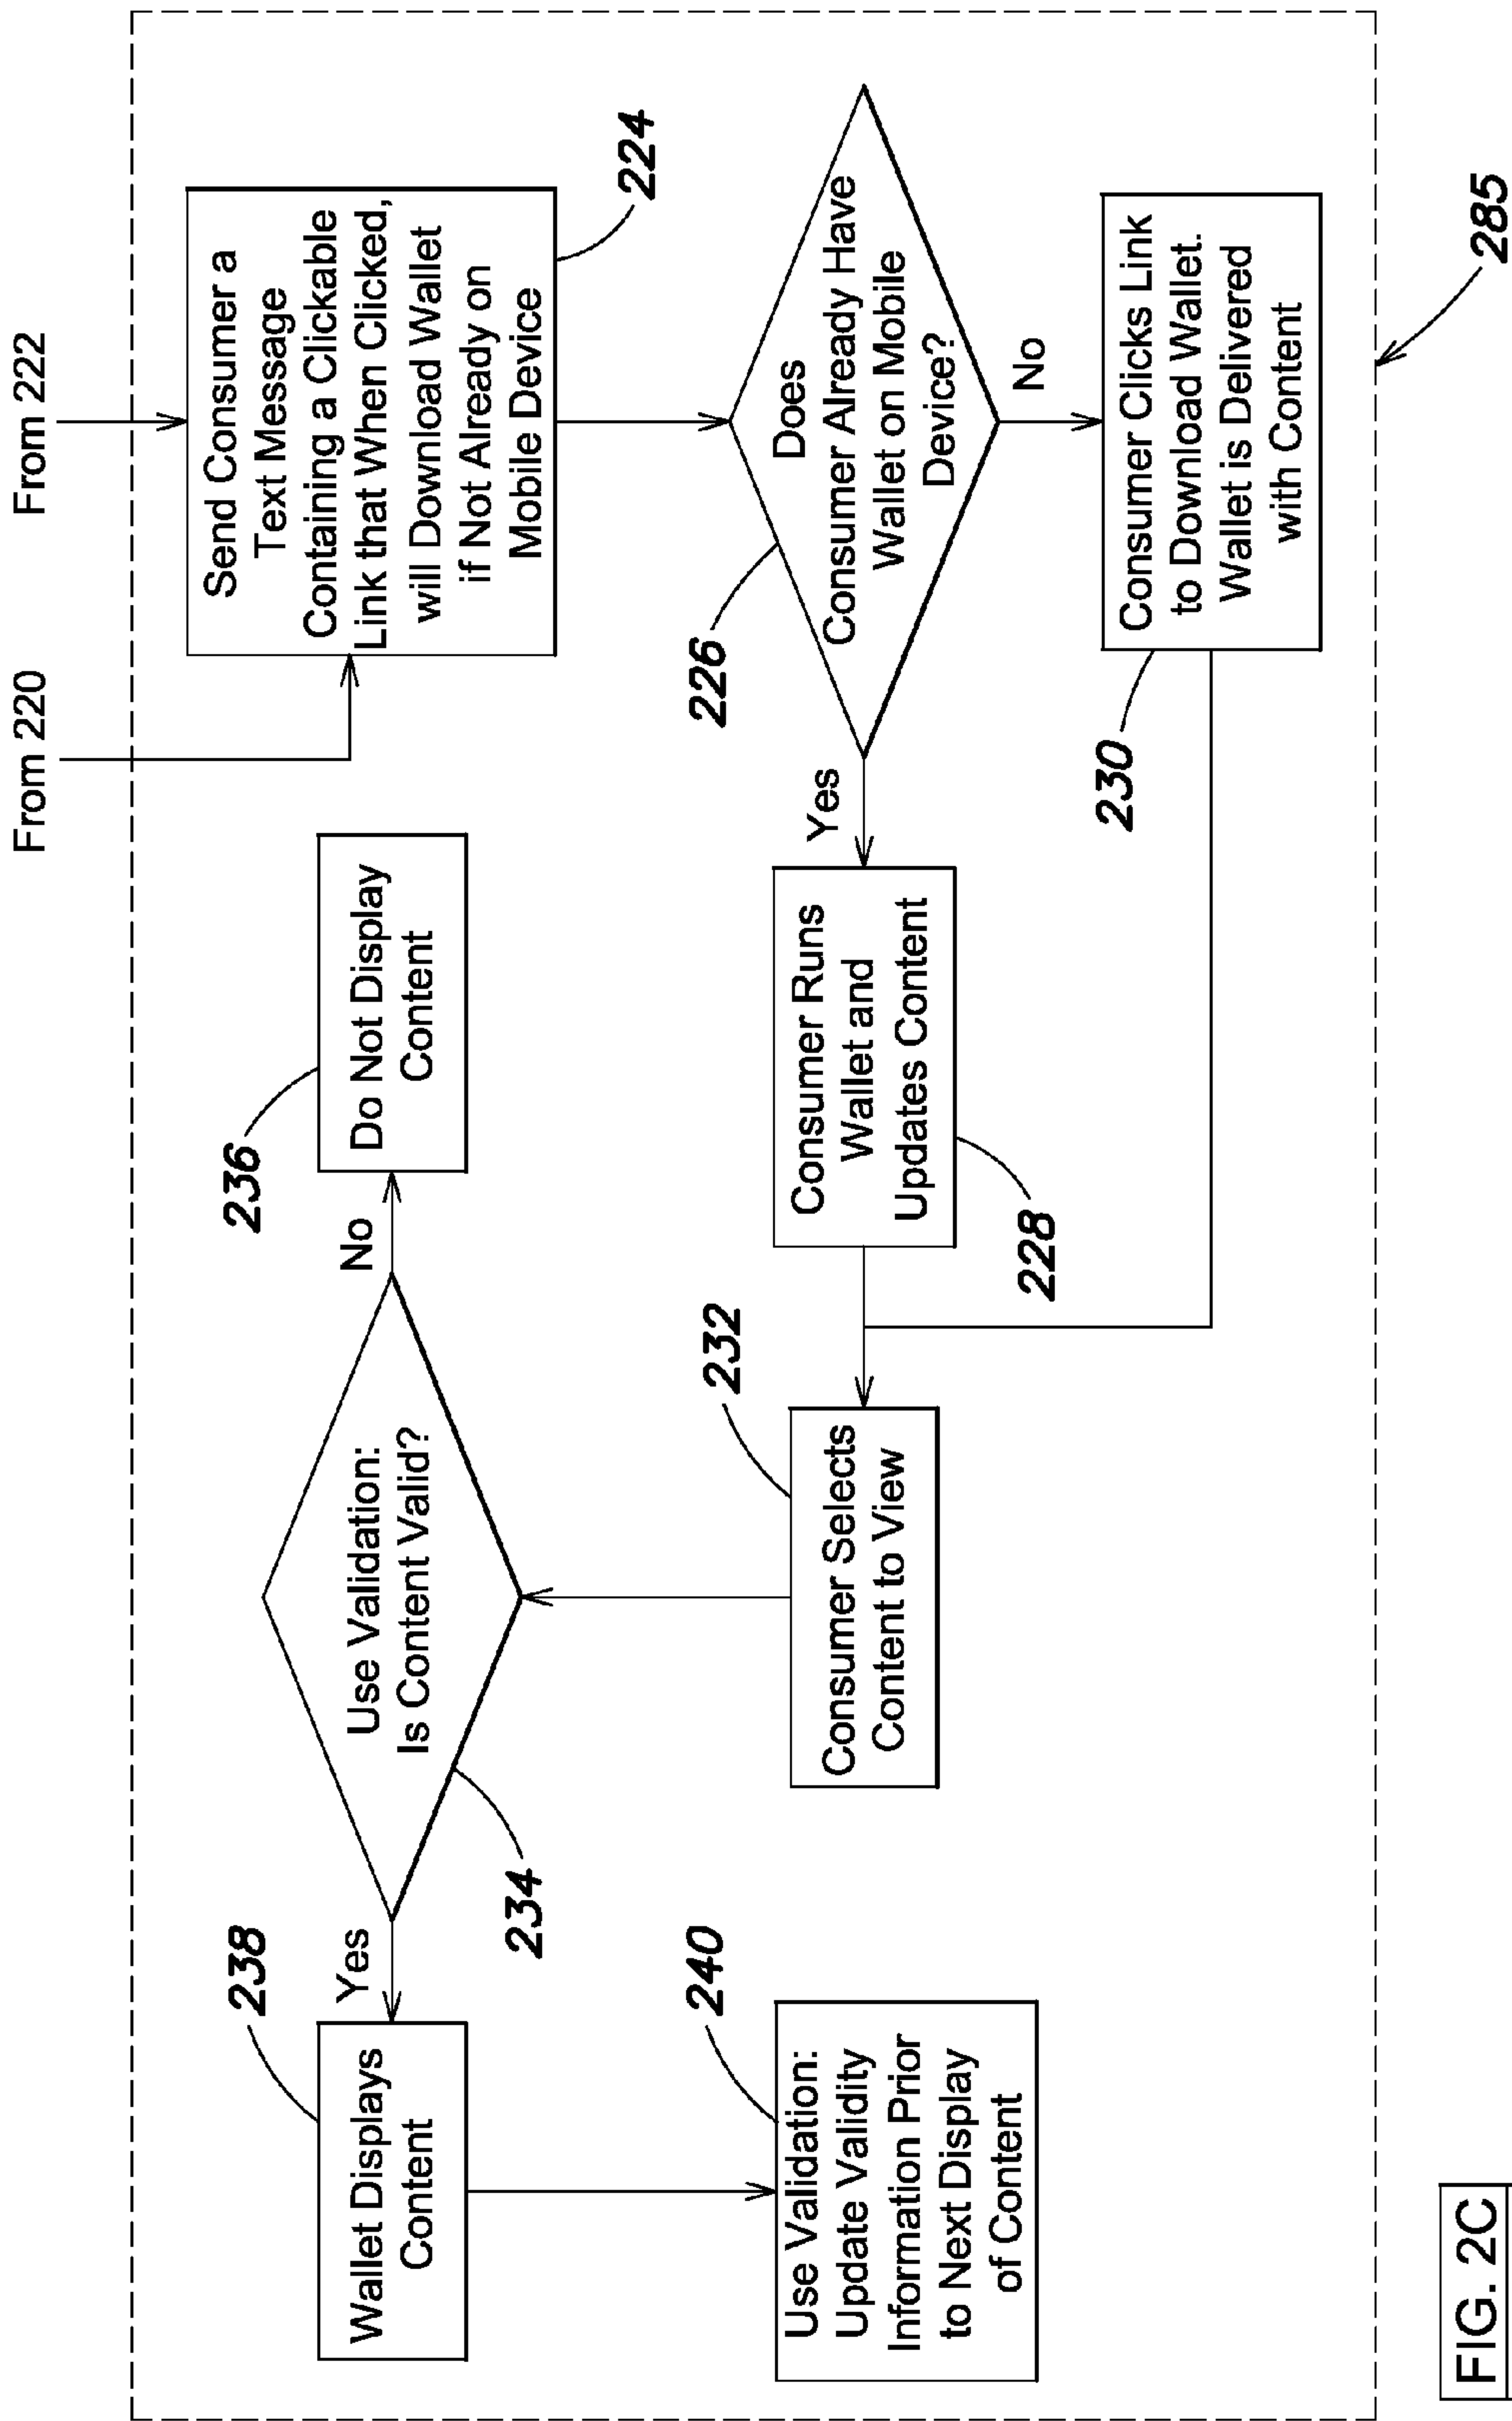 From 220
From 222
Send Consumer a
Text Message
Containing a Clickable
Link that When Clicked,
will Download Wallet
if Not Already on
Mobile Device
224
Does
Consumer Already Have
Wallet on Mobile
Device?
226
Yes
No
Consumer Runs
Wallet and
Updates Content
228
Consumer Clicks Link
to Download Wallet.
Wallet is Delivered
with Content
230
Consumer Selects
Content to View
232
Use Validation:
Is Content Valid?
234
No
Do Not Display
Content
236
Yes
Wallet Displays
Content
238
Use Validation:
Update Validity
Information Prior
to Next Display
of Content
240
285
FIG. 2C